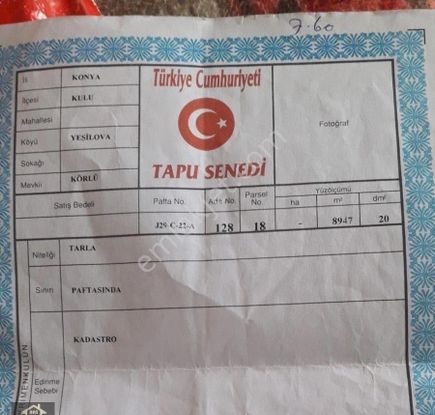 7.60
İli KONYA
Türkiye Cumhuriyeti
İlçesi KULU
Mahallesi
Fotoğraf
Köyü YEŞİLOVA
Sokağı
TAPU SENEDİ
Mevkii KÖRLÜ
Satış Bedeli Pafta No. Ada No. Parsel No. Yüzölçümü
ha m² dm²
J29-C-22-A 128 18 - 8947 20
Niteliği TARLA
Sınırı PAFTASINDA
KADASTRO
Edinme
Sebebi